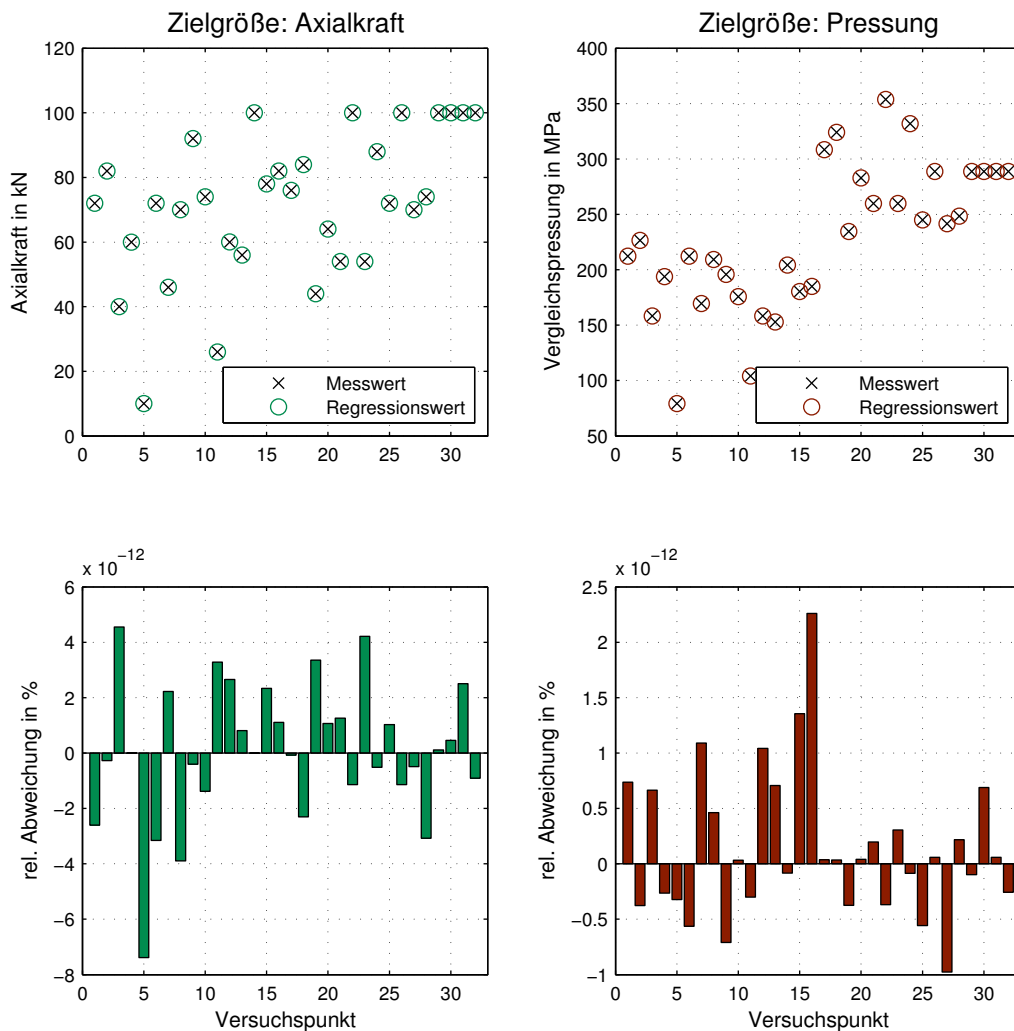 Zielgröße: Axialkraft
120
100
80
60
40
20
0
Axialkraft in kN
0 5 10 15 20 25 30
Messwert
Regressionswert
Zielgröße: Pressung
400
350
300
250
200
150
100
50
Vergleichspressung in MPa
0 5 10 15 20 25 30
Messwert
Regressionswert
x 10−12
6
4
2
0
−2
−4
−6
−8
rel. Abweichung in %
0 5 10 15 20 25 30
Versuchspunkt
x 10−12
2.5
2
1.5
1
0.5
0
−0.5
−1
rel. Abweichung in %
0 5 10 15 20 25 30
Versuchspunkt